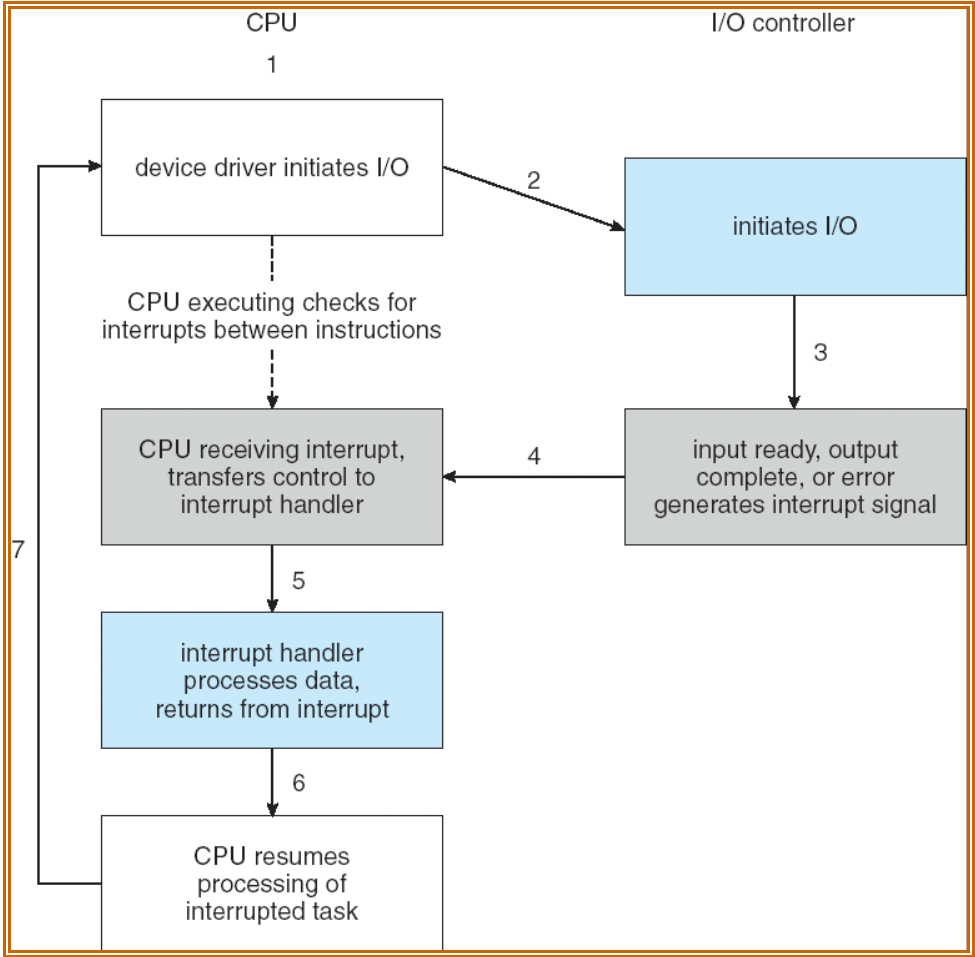 CPU
I/O controller
1
device driver initiates I/O
2
initiates I/O
CPU executing checks for
interrupts between instructions
3
CPU receiving interrupt,
transfers control to
interrupt handler
4
input ready, output
complete, or error
generates interrupt signal
7
5
interrupt handler
processes data,
returns from interrupt
6
CPU resumes
processing of
interrupted task